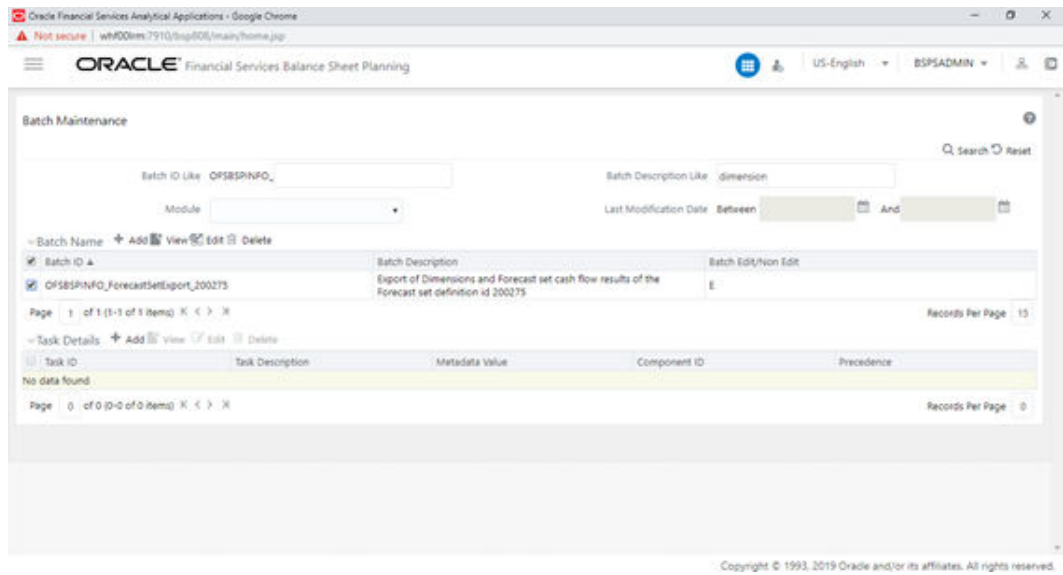 Oracle Financial Services Analytical Applications - Google Chrome
Not secure | whf00lrm:7910/bsp808/main/home.jsp
ORACLE Financial Services Balance Sheet Planning
US-English BSPSADMIN
Batch Maintenance
Search Reset
Batch ID Like OFSBSPINFO_ Batch Description Like dimension
Module Last Modification Date Between And
Batch Name Add View Edit Delete
Batch ID Batch Description Batch Edit/Non Edit
OFSBSPINFO_ForecastSetExport_200275 Export of Dimensions and Forecast set cash flow results of the E
Forecast set definition id 200275
Page 1 of 1 (1-1 of 1 items) Records Per Page 15
Task Details Add View Edit Delete
Task ID Task Description Metadata Value Component ID Precedence
No data found
Page 0 of 0 (0-0 of 0 items) Records Per Page 0
Copyright © 1993, 2019 Oracle and/or its affiliates. All rights reserved.